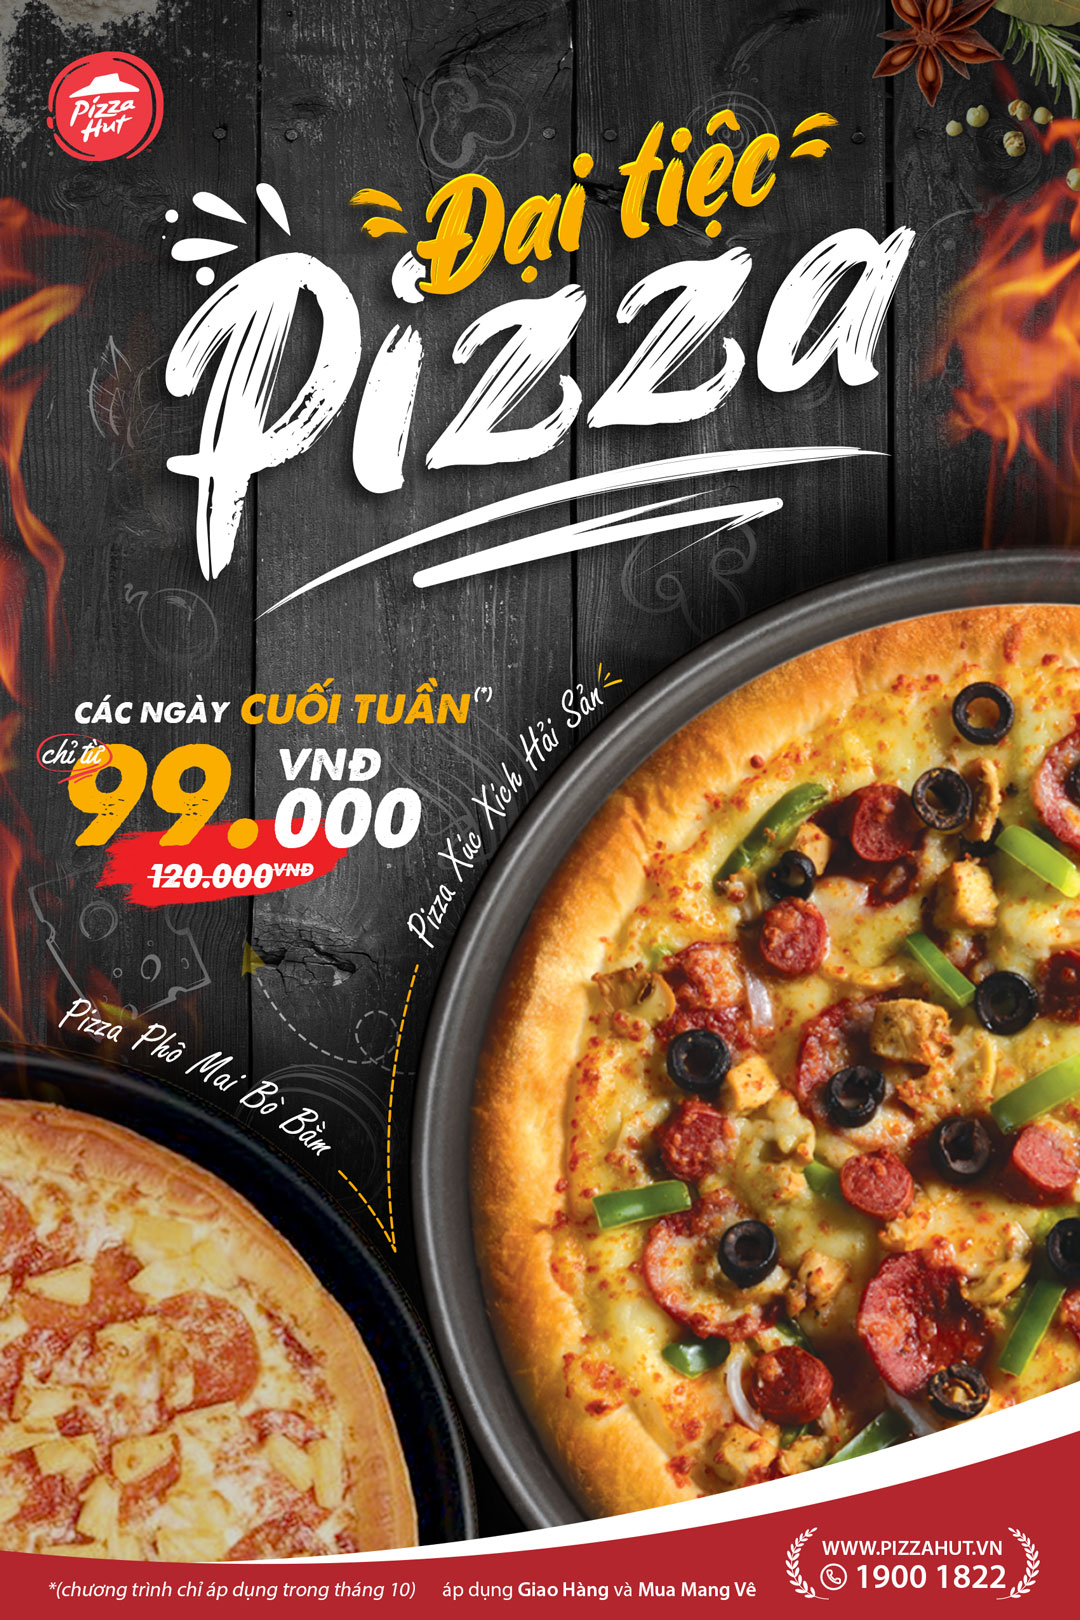 Pizza
Hut
Đại tiệc
Pizza
CÁC NGÀY CUỐI TUẦN(*)
chỉ từ
99.000 VNĐ
120.000VNĐ
Pizza Xúc Xích Hải Sản
Pizza Phô Mai Bò Bằm
WWW.PIZZAHUT.VN
1900 1822
*(chương trình chỉ áp dụng trong tháng 10) áp dụng Giao Hàng và Mua Mang Vê